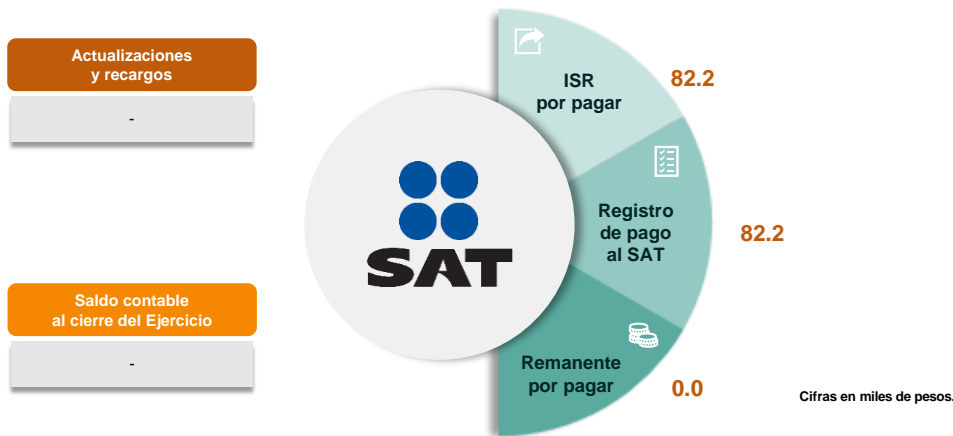 Actualizaciones
y recargos
-
Saldo contable
al cierre del Ejercicio
-
SAT
ISR
por pagar
82.2
Registro
de pago
al SAT
82.2
Remanente
por pagar
0.0
Cifras en miles de pesos.